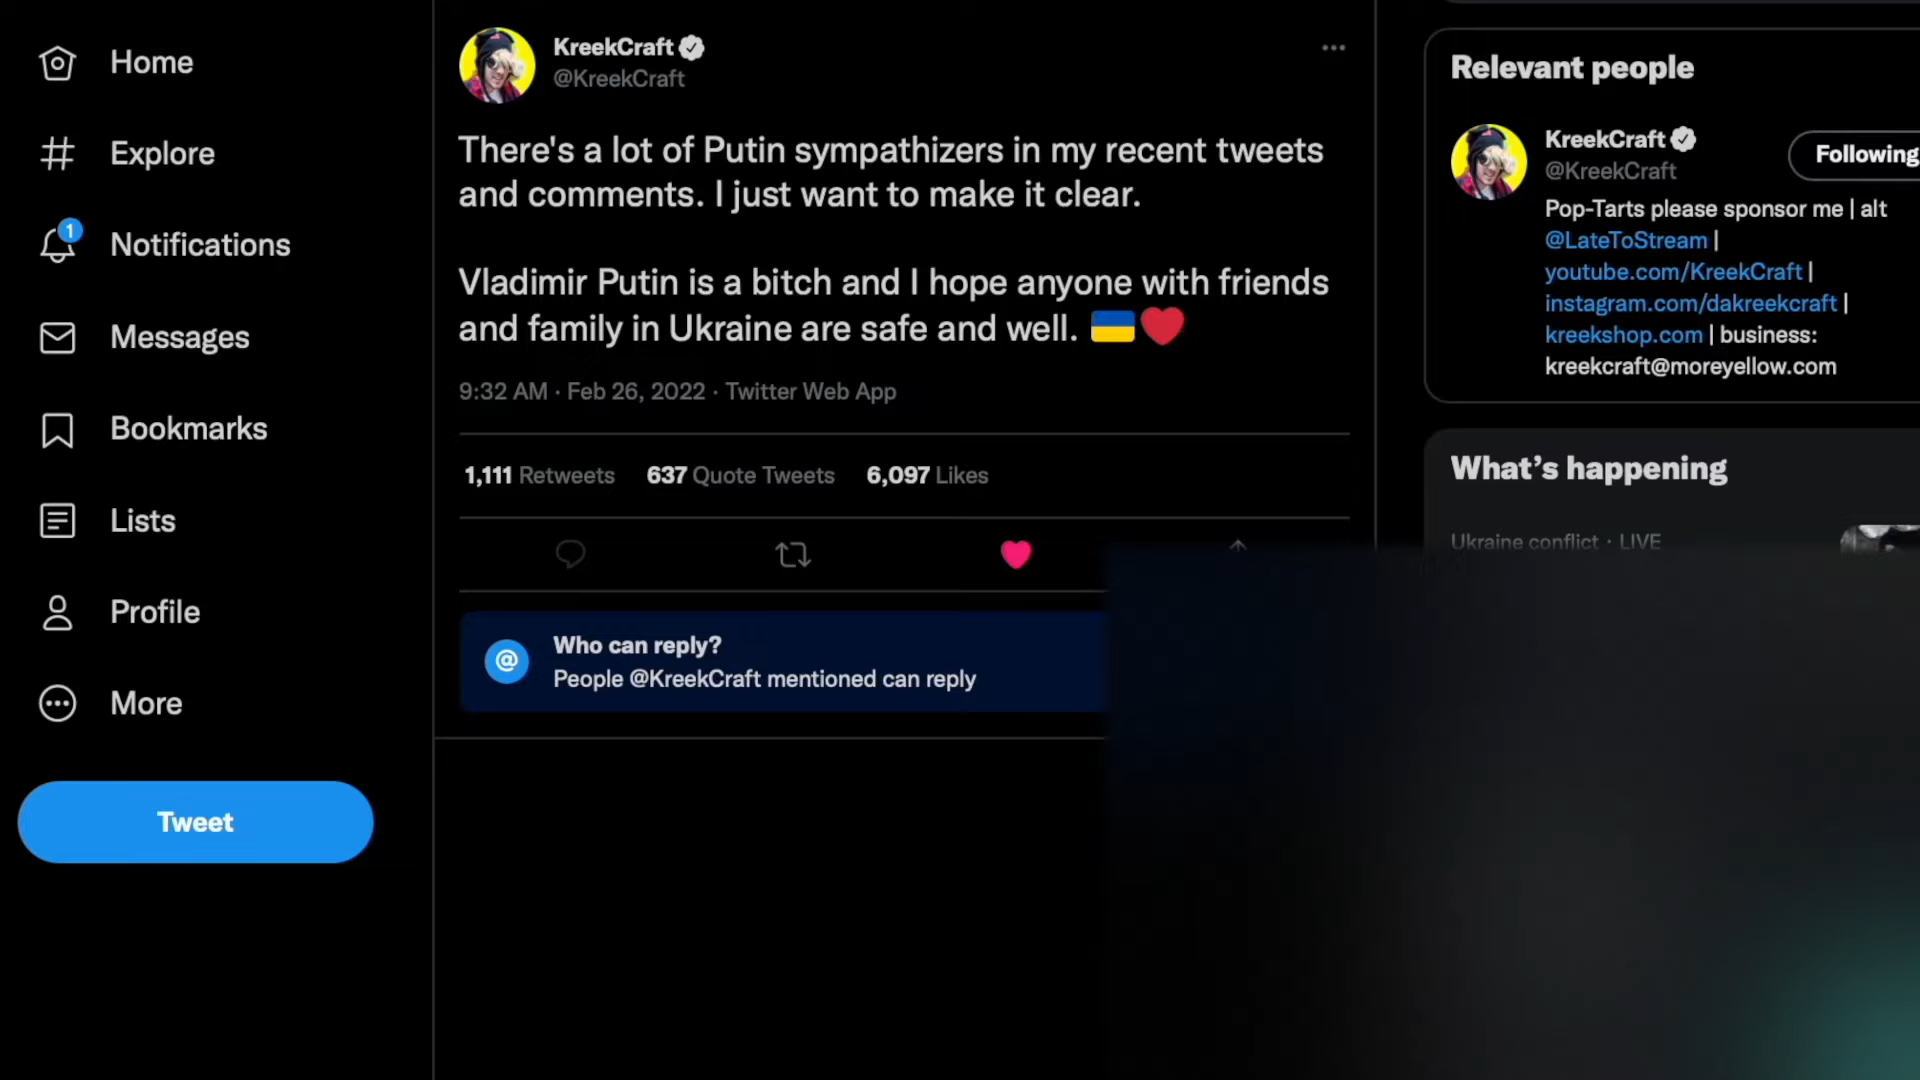 Home
Explore
1
Notifications
Messages
Bookmarks
Lists
Profile
More
Tweet
KreekCraft
@KreekCraft
There's a lot of Putin sympathizers in my recent tweets
and comments. I just want to make it clear.
Vladimir Putin is a bitch and I hope anyone with friends
and family in Ukraine are safe and well. 🇺🇦❤️
9:32 AM · Feb 26, 2022 · Twitter Web App
1,111 Retweets 637 Quote Tweets 6,097 Likes
@
Who can reply?
People @KreekCraft mentioned can reply
Relevant people
KreekCraft
@KreekCraft
Following
Pop-Tarts please sponsor me | alt
@LateToStream |
youtube.com/KreekCraft |
instagram.com/dakreekcraft |
kreekshop.com | business:
kreekcraft@moreyellow.com
What's happening
Ukraine conflict · LIVE